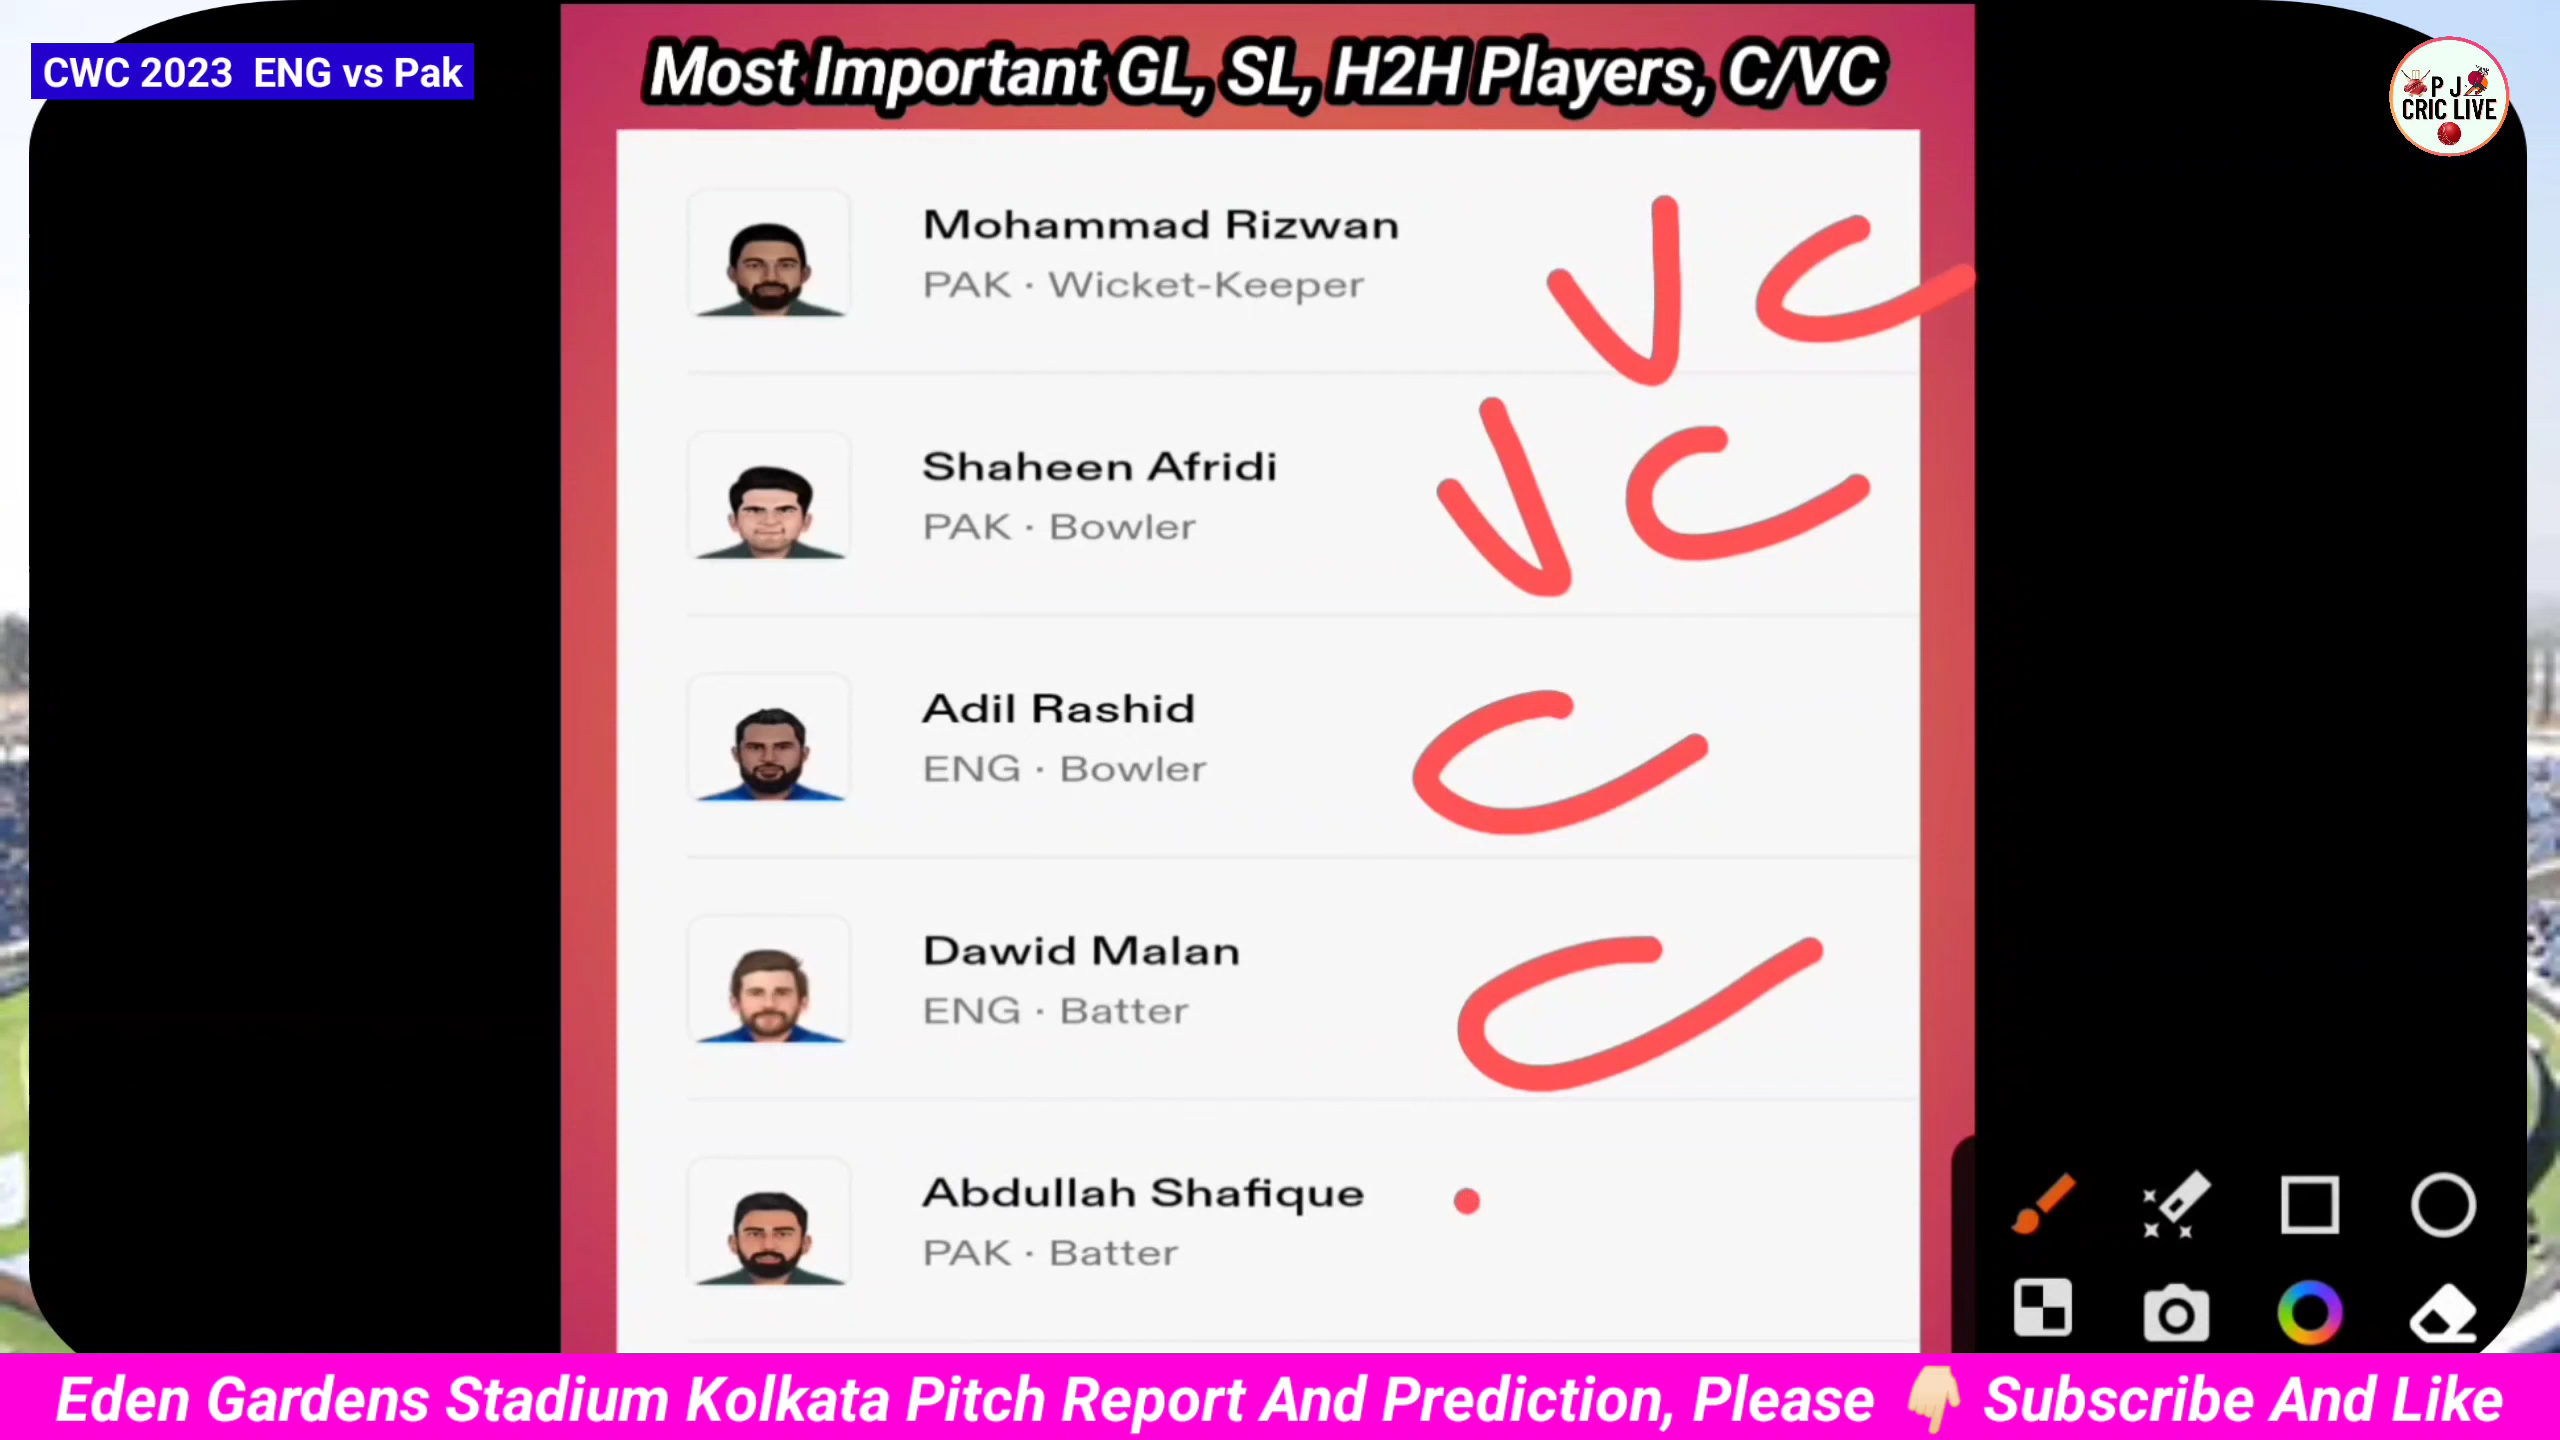 CWC 2023  ENG vs Pak
Most Important GL, SL, H2H Players, C/VC
P J
CRIC LIVE
Mohammad Rizwan
PAK · Wicket-Keeper
VC
Shaheen Afridi
PAK · Bowler
VC
Adil Rashid
ENG · Bowler
C
Dawid Malan
ENG · Batter
C
Abdullah Shafique
PAK · Batter
Eden Gardens Stadium Kolkata Pitch Report And Prediction, Please 👇 Subscribe And Like